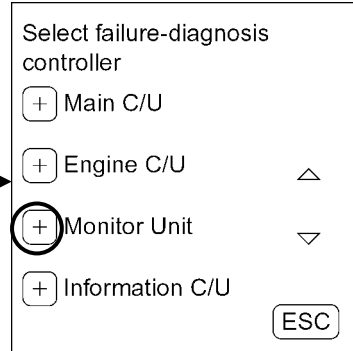 Select failure-diagnosis
controller
+ Main C/U
+ Engine C/U
+ Monitor Unit
+ Information C/U
ESC